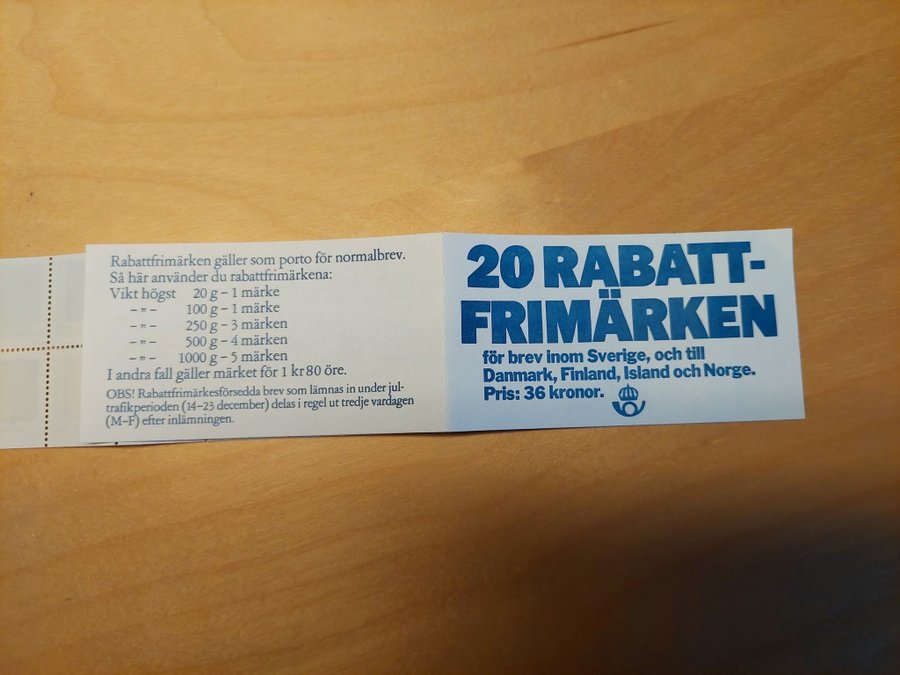 Rabattfrimärken gäller som porto för normalbrev.
Så här använder du rabattfrimärkena:
Vikt högst 20 g – 1 märke
–”– 100 g – 1 märke
–”– 250 g – 3 märken
–”– 500 g – 4 märken
–”– 1000 g – 5 märken
I andra fall gäller märket för 1 kr 80 öre.
OBS! Rabattfrimärkesförsedda brev som lämnas in under jul-
trafikperioden (14–23 december) delas i regel ut tredje vardagen
(M–F) efter inlämningen.
20 RABATT-
FRIMÄRKEN
för brev inom Sverige, och till
Danmark, Finland, Island och Norge.
Pris: 36 kronor.